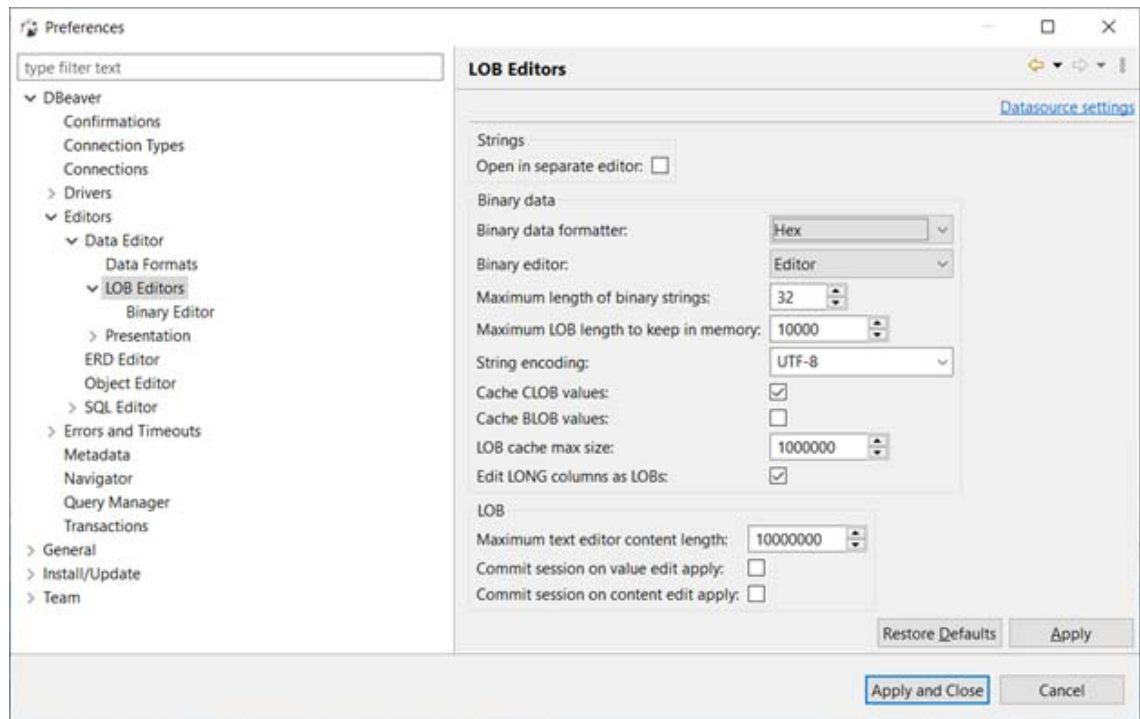 Preferences
type filter text
DBeaver
Confirmations
Connection Types
Connections
Drivers
Editors
Data Editor
Data Formats
LOB Editors
Binary Editor
Presentation
ERD Editor
Object Editor
SQL Editor
Errors and Timeouts
Metadata
Navigator
Query Manager
Transactions
General
Install/Update
Team
LOB Editors
Datasource settings
Strings
Open in separate editor:
Binary data
Binary data formatter: Hex
Binary editor: Editor
Maximum length of binary strings: 32
Maximum LOB length to keep in memory: 10000
String encoding: UTF-8
Cache CLOB values:
Cache BLOB values:
LOB cache max size: 1000000
Edit LONG columns as LOBs:
LOB
Maximum text editor content length: 10000000
Commit session on value edit apply:
Commit session on content edit apply:
Restore Defaults Apply
Apply and Close Cancel